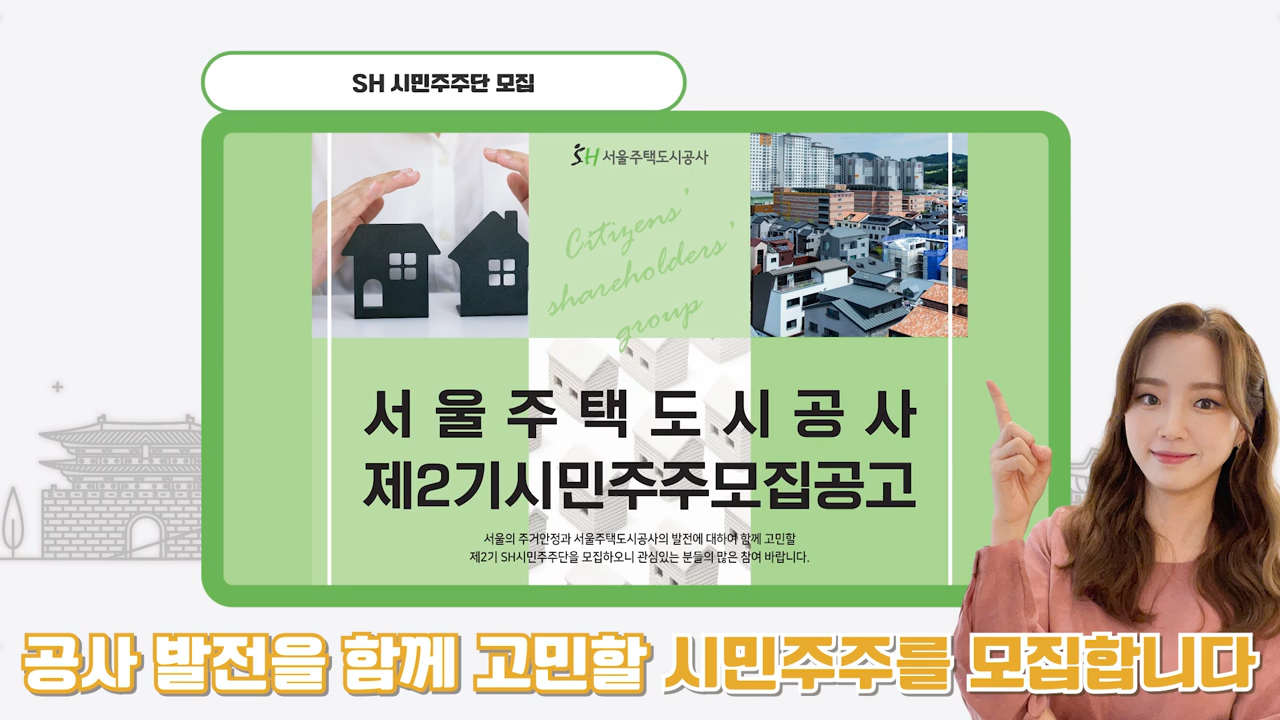 SH 시민주주단 모집
SH 서울주택도시공사
Citizens'
shareholders'
group
서울주택도시공사
제2기시민주주모집공고
서울의 주거안정과 서울주택도시공사의 발전에 대하여 함께 고민할
제2기 SH시민주주단을 모집하오니 관심있는 분들의 많은 참여 바랍니다.
공사 발전을 함께 고민할 시민주주를 모집합니다